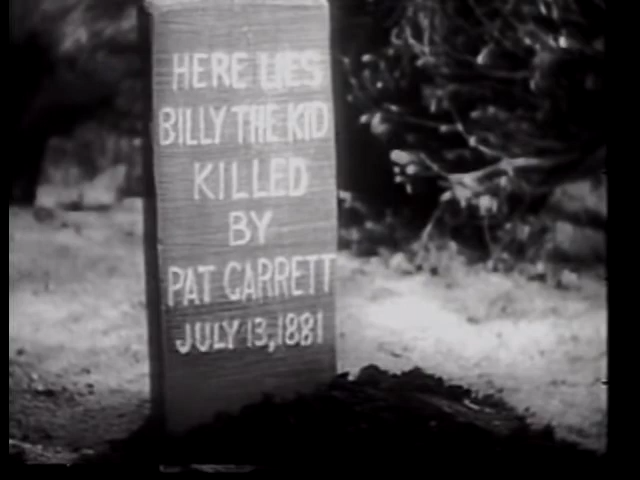 HERE LIES
BILLY THE KID
KILLED
BY
PAT GARRETT
JULY 13, 1881